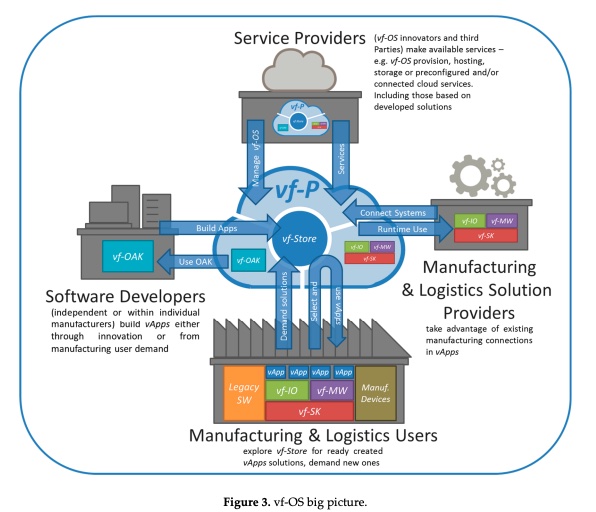 Service Providers
(vf-OS innovators and third
Parties) make available services –
e.g. vf-OS provision, hosting,
storage or preconfigured and/or
connected cloud services.
Including those based on
developed solutions
vf-P
vf-Store
Manage vf-OS
Services
vf-P
Connect Systems
Runtime Use
vf-IO
vf-MW
vf-SK
Build Apps
vf-Store
vf-OAK
Use OAK
vf-OAK
vf-IO
vf-MW
vf-SK
Manufacturing
& Logistics Solution
Providers
take advantage of existing
manufacturing connections
in vApps
Software Developers
(independent or within individual
manufacturers) build vApps either
through innovation or from
manufacturing user demand
Demand solutions
Select and
use vApps
vApp
vApp
vApp
vApp
Legacy
SW
vf-IO
vf-MW
vf-SK
Manuf.
Devices
Manufacturing & Logistics Users
explore vf-Store for ready created
vApps solutions, demand new ones
Figure 3. vf-OS big picture.